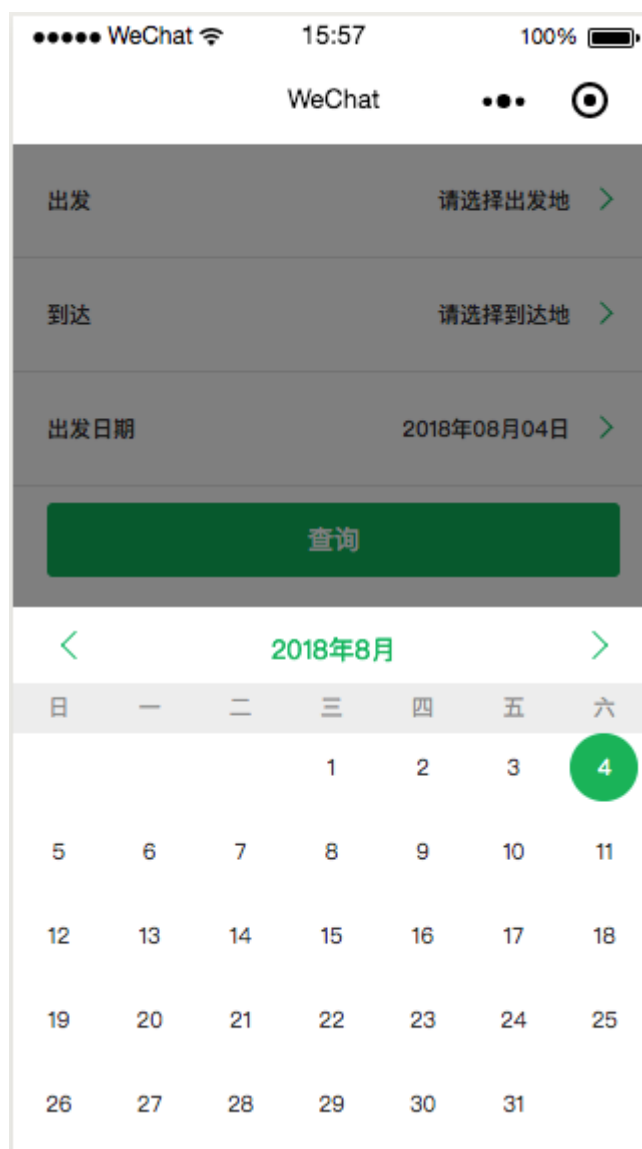 WeChat 15:57 100%
WeChat
出发 请选择出发地
到达 请选择到达地
出发日期 2018年08月04日
查询
2018年8月
日 一 二 三 四 五 六
1 2 3 4
5 6 7 8 9 10 11
12 13 14 15 16 17 18
19 20 21 22 23 24 25
26 27 28 29 30 31